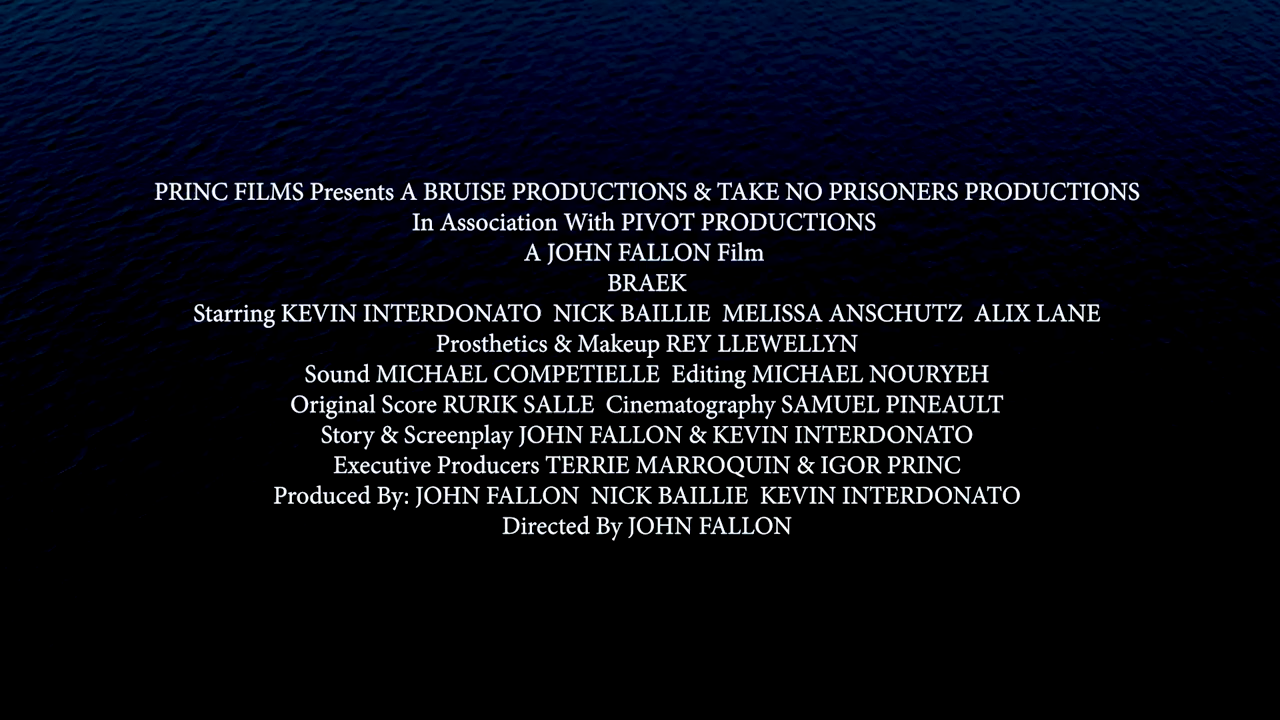 PRINC FILMS Presents A BRUISE PRODUCTIONS & TAKE NO PRISONERS PRODUCTIONS
In Association With PIVOT PRODUCTIONS
A JOHN FALLON Film
BRAEK
Starring KEVIN INTERDONATO  NICK BAILLIE  MELISSA ANSCHUTZ  ALIX LANE
Prosthetics & Makeup REY LLEWELLYN
Sound MICHAEL COMPETIELLE  Editing MICHAEL NOURYEH
Original Score RURIK SALLE  Cinematography SAMUEL PINEAULT
Story & Screenplay JOHN FALLON & KEVIN INTERDONATO
Executive Producers TERRIE MARROQUIN & IGOR PRINC
Produced By: JOHN FALLON  NICK BAILLIE  KEVIN INTERDONATO
Directed By JOHN FALLON